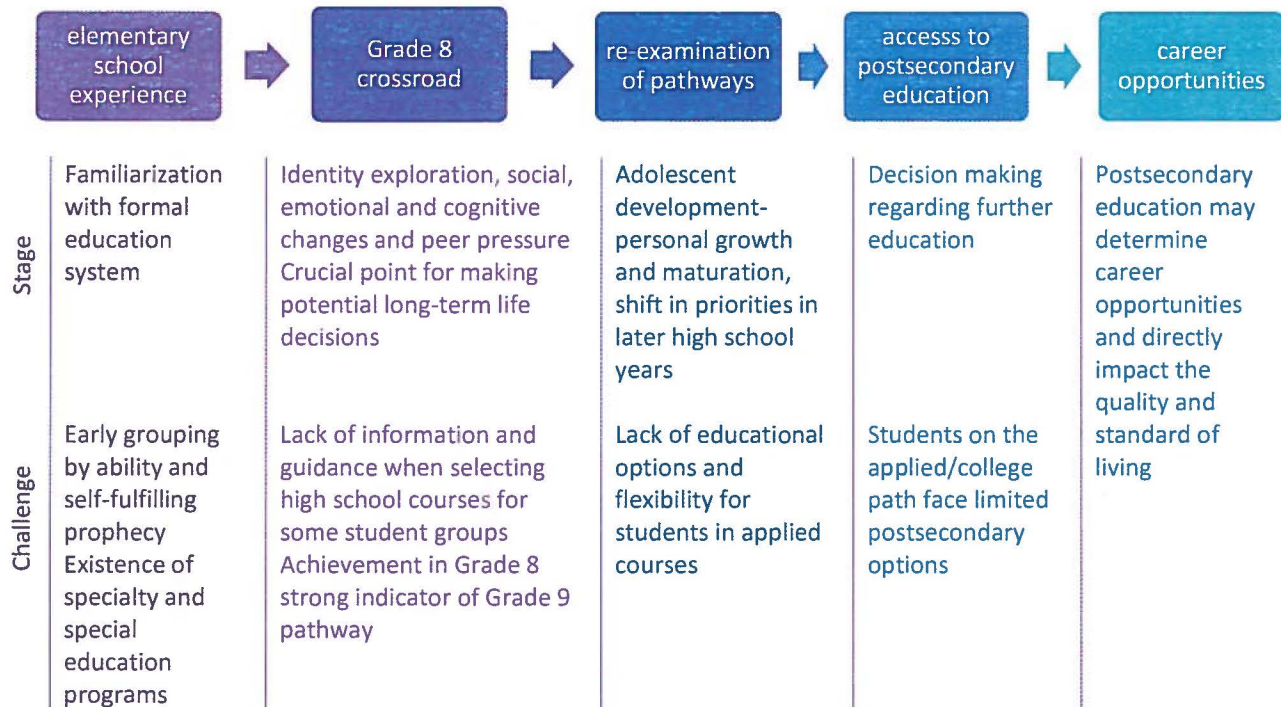 elementary
school
experience
Grade 8
crossroad
re-examination
of pathways
accesss to
postsecondary
education
career
opportunities
Stage
Familiarization
with formal
education
system
Identity exploration, social,
emotional and cognitive
changes and peer pressure
Crucial point for making
potential long-term life
decisions
Adolescent
development-
personal growth
and maturation,
shift in priorities in
later high school
years
Decision making
regarding further
education
Postsecondary
education may
determine
career
opportunities
and directly
impact the
quality and
standard of
living
Challenge
Early grouping
by ability and
self-fulfilling
prophecy
Existence of
specialty and
special
education
programs
Lack of information and
guidance when selecting
high school courses for
some student groups
Achievement in Grade 8
strong indicator of Grade 9
pathway
Lack of educational
options and
flexibility for
students in applied
courses
Students on the
applied/college
path face limited
postsecondary
options